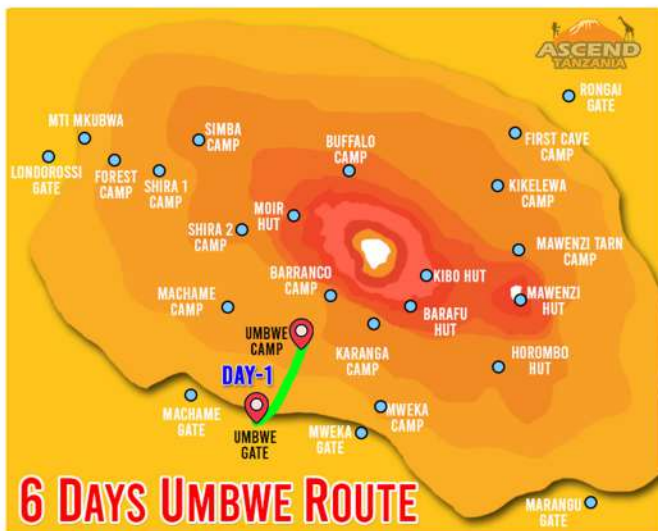 ASCEND
TANZANIA
RONGAI
GATE
MTI MKUBWA
SIMBA
CAMP
FIRST CAVE
CAMP
BUFFALO
CAMP
LONDOROSSI
GATE
FOREST
CAMP
SHIRA 1
CAMP
KIKELEWA
CAMP
MOIR
HUT
SHIRA 2
CAMP
MAWENZI TARN
CAMP
BARRANCO
CAMP
KIBO HUT
MACHAME
CAMP
MAWENZI
HUT
BARAFU
HUT
UMBWE
CAMP
KARANGA
CAMP
HOROMBO
HUT
DAY-1
MACHAME
GATE
UMBWE
GATE
MWEKA
CAMP
MWEKA
GATE
MARANGU
GATE
6 DAYS UMBWE ROUTE